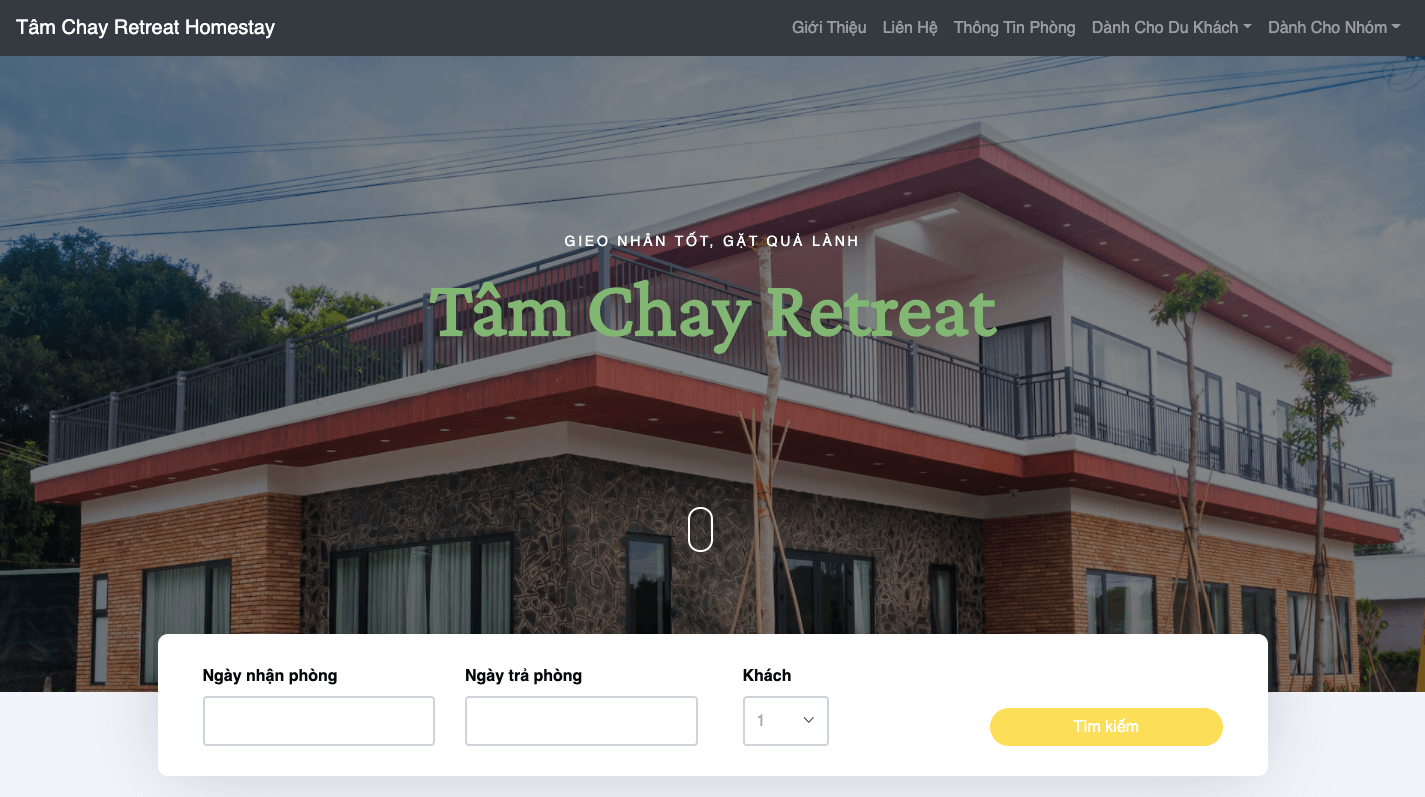 Tâm Chay Retreat Homestay
Giới Thiệu
Liên Hệ
Thông Tin Phòng
Dành Cho Du Khách
Dành Cho Nhóm
GIEO NHÂN TỐT, GẶT QUẢ LÀNH
Tâm Chay Retreat
Ngày nhận phòng
Ngày trả phòng
Khách
1
Tìm kiếm